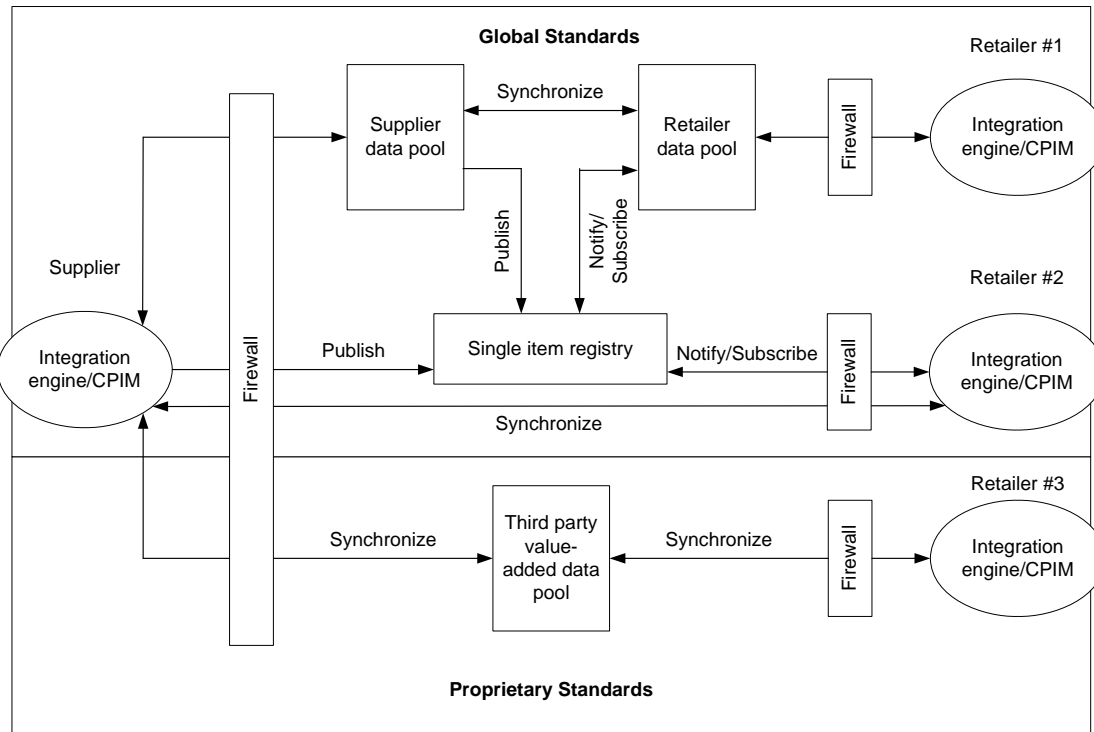 Global Standards
Retailer #1
Synchronize
Supplier
data pool
Retailer
data pool
Firewall
Integration
engine/CPIM
Publish
Notify/
Subscribe
Supplier
Retailer #2
Integration
engine/CPIM
Firewall
Publish
Single item registry
Notify/Subscribe
Firewall
Integration
engine/CPIM
Synchronize
Retailer #3
Synchronize
Third party
value-
added data
pool
Synchronize
Firewall
Integration
engine/CPIM
Proprietary Standards